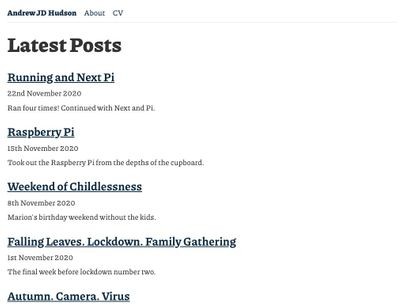 Andrew JD Hudson About CV
Latest Posts
Running and Next Pi
22nd November 2020
Ran four times! Continued with Next and Pi.
Raspberry Pi
15th November 2020
Took out the Raspberry Pi from the depths of the cupboard.
Weekend of Childlessness
8th November 2020
Marion's birthday weekend without the kids.
Falling Leaves. Lockdown. Family Gathering
1st November 2020
The final week before lockdown number two.
Autumn. Camera. Virus